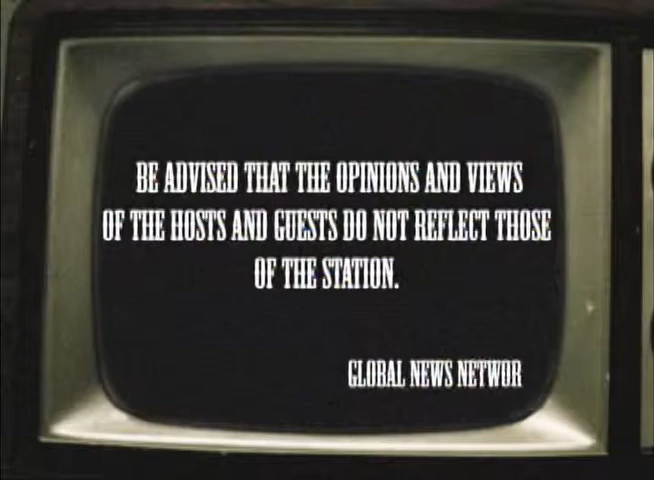 BE ADVISED THAT THE OPINIONS AND VIEWS
OF THE HOSTS AND GUESTS DO NOT REFLECT THOSE
OF THE STATION.
GLOBAL NEWS NETWOR